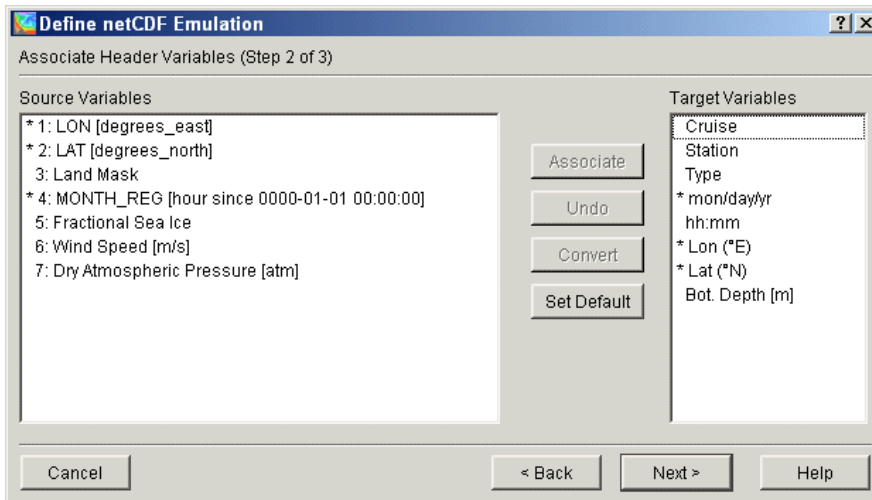 Define netCDF Emulation
Associate Header Variables (Step 2 of 3)
Source Variables
* 1: LON [degrees_east]
* 2: LAT [degrees_north]
3: Land Mask
* 4: MONTH_REG [hour since 0000-01-01 00:00:00]
5: Fractional Sea Ice
6: Wind Speed [m/s]
7: Dry Atmospheric Pressure [atm]
Associate
Undo
Convert
Set Default
Target Variables
Cruise
Station
Type
* mon/day/yr
hh:mm
* Lon (°E)
* Lat (°N)
Bot. Depth [m]
Cancel
< Back
Next >
Help